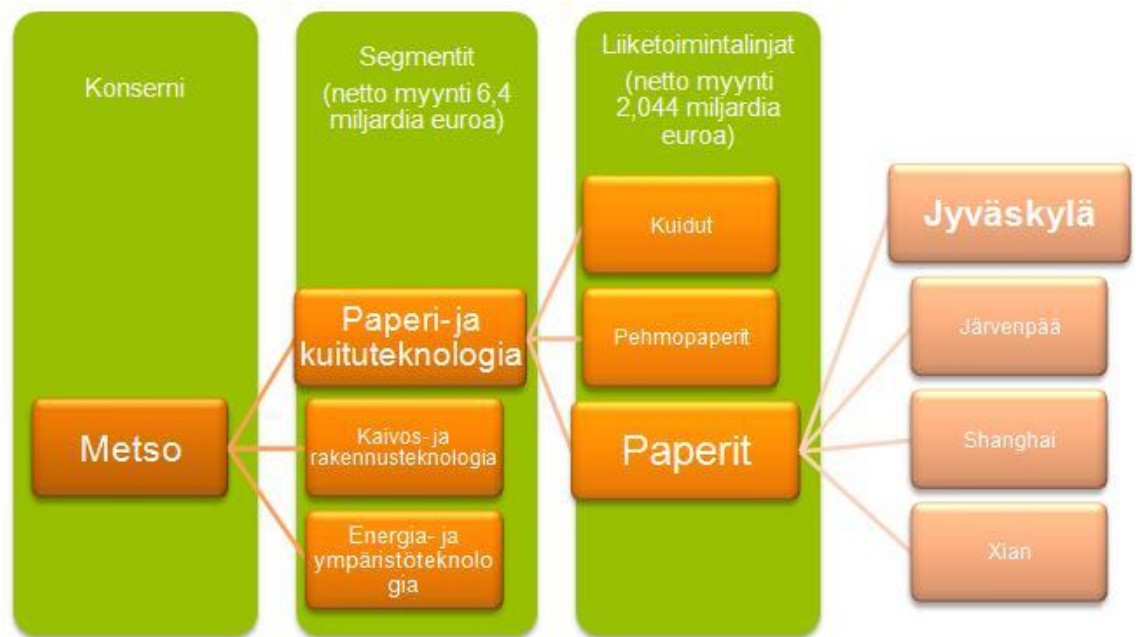 Konserni
Segmentit
(netto myynti 6,4
miljardia euroa)
Liiketoimintalinjat
(netto myynti
2,044 miljardia
euroa)
Metso
Paperi- ja
kuituteknologia
Kaivos- ja
rakennusteknologia
Energia- ja
ympäristöteknolo
gia
Kuidut
Pehmopaperit
Paperit
Jyväskylä
Järvenpää
Shanghai
Xian